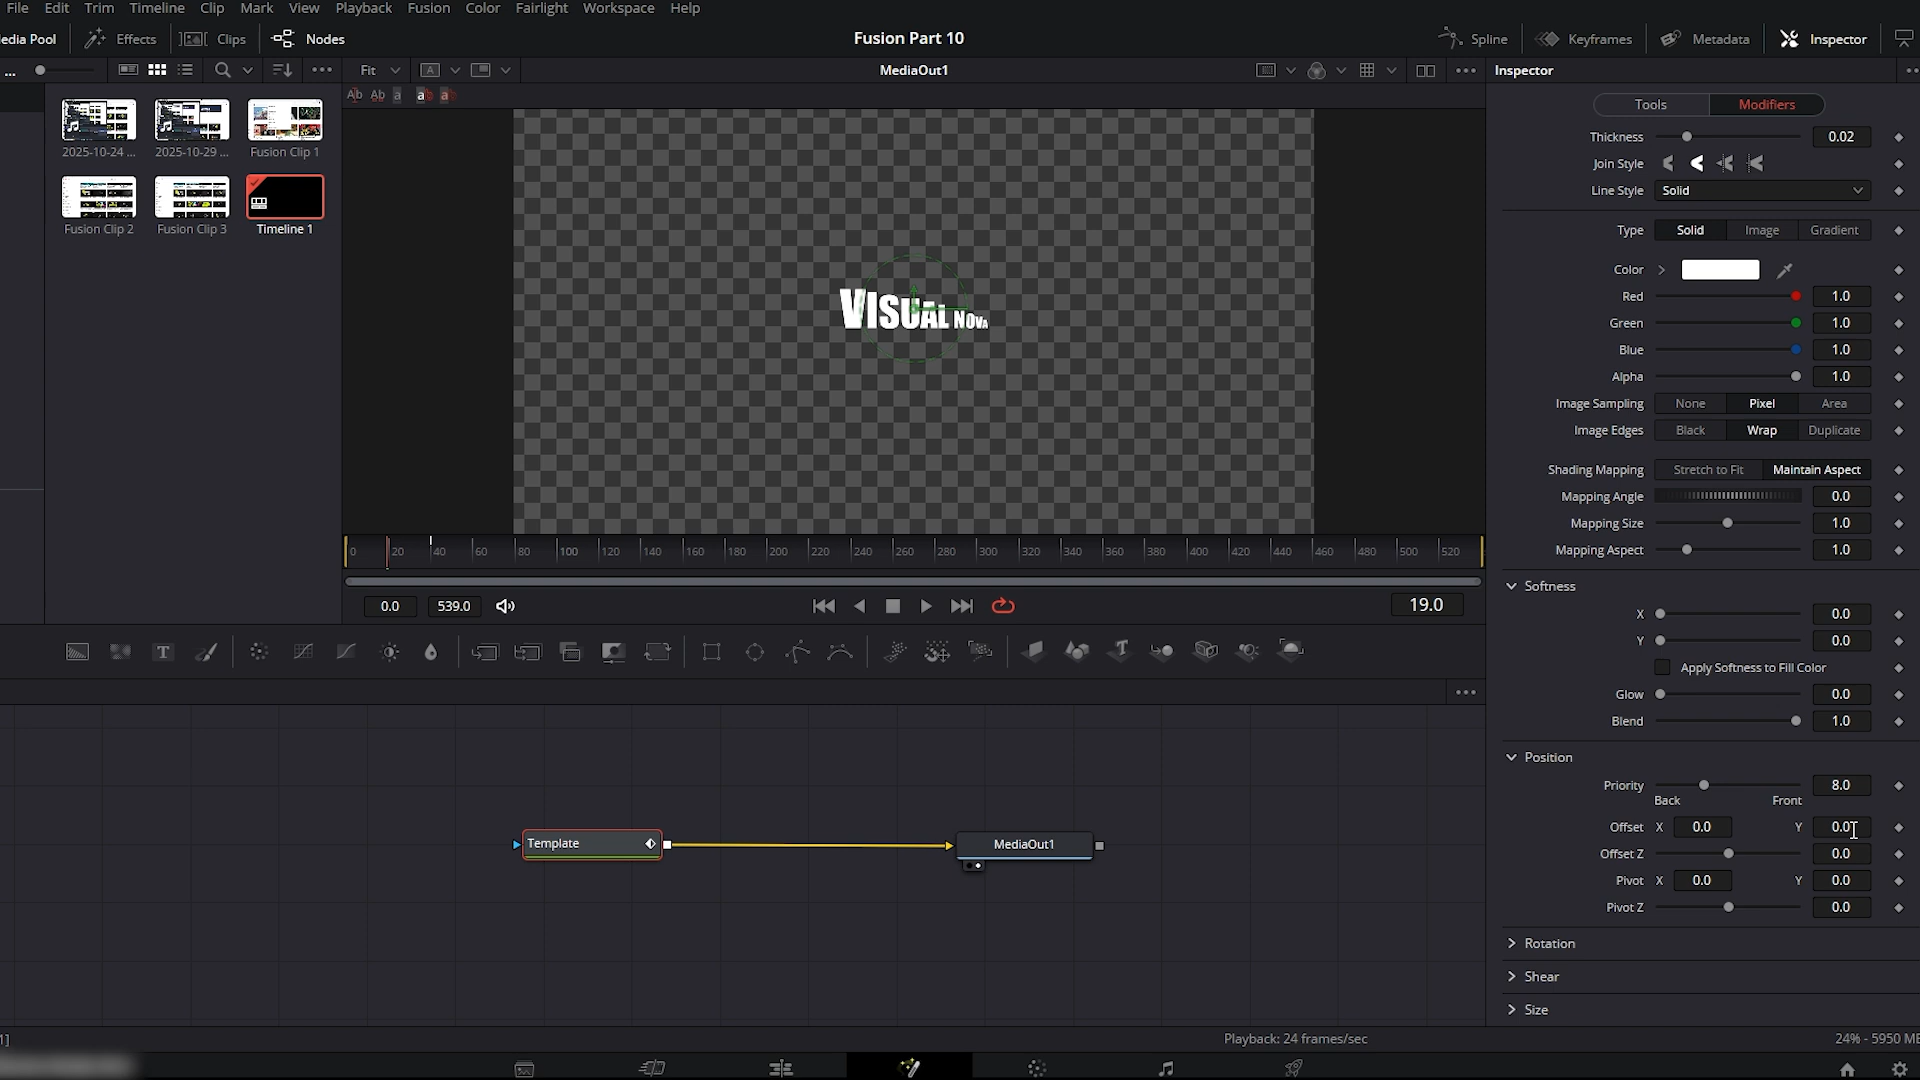 File Edit Trim Timeline Clip Mark View Playback Fusion Color Fairlight Workspace Help
edia Pool Effects Clips Nodes Fusion Part 10 Spline Keyframes Metadata Inspector
... Fit A MediaOut1 Inspector
Ab Ab a a a
Tools Modifiers
Thickness 0.02
Join Style
Line Style Solid
2025-10-24 ... 2025-10-29 ... Fusion Clip 1
Fusion Clip 2 Fusion Clip 3 Timeline 1
VISUAL NOVA
Type Solid Image Gradient
Color
Red 1.0
Green 1.0
Blue 1.0
Alpha 1.0
Image Sampling None Pixel Area
Image Edges Black Wrap Duplicate
Shading Mapping Stretch to Fit Maintain Aspect
Mapping Angle 0.0
Mapping Size 1.0
Mapping Aspect 1.0
0 20 40 60 80 100 120 140 160 180 200 220 240 260 280 300 320 340 360 380 400 420 440 460 480 500 520
0.0 539.0 19.0
Softness
X 0.0
Y 0.0
Apply Softness to Fill Color
Glow 0.0
Blend 1.0
Position
Priority 8.0
Back Front
Offset X 0.0 Y 0.0
Offset Z 0.0
Pivot X 0.0 Y 0.0
Pivot Z 0.0
Rotation
Shear
Size
Template MediaOut1
1] Playback: 24 frames/sec 24% - 5950 ME